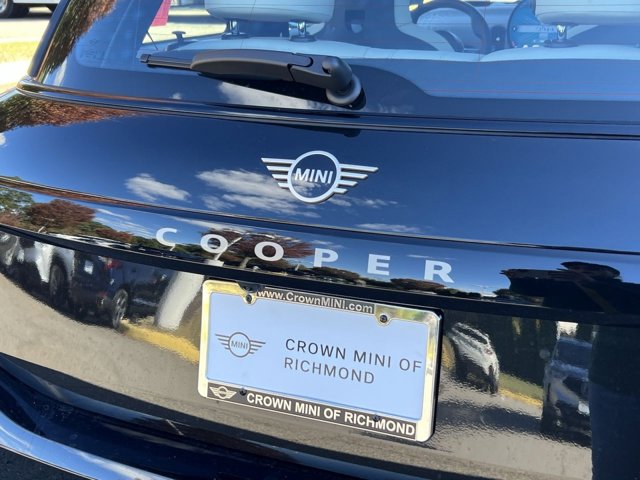 MINI
COOPER
www.CrownMINI.com
MINI
CROWN MINI OF
RICHMOND
CROWN MINI OF RICHMOND